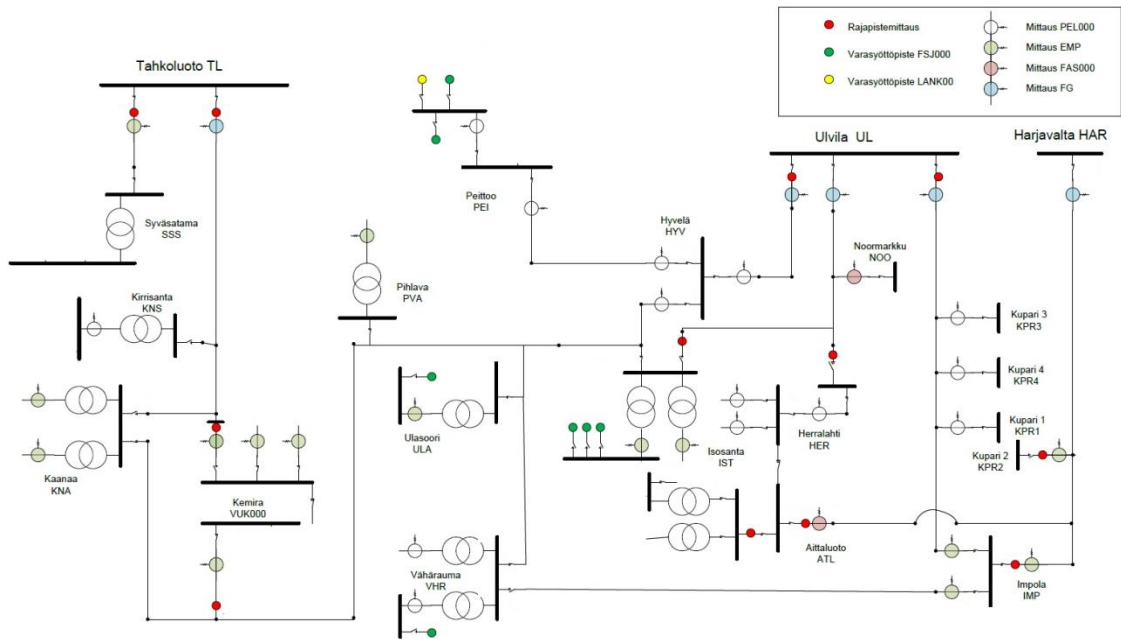 Rajapistemittaus
Varasyöttöpiste FSJ000
Varasyöttöpiste LANK00
Mittaus PEL000
Mittaus EMP
Mittaus FAS000
Mittaus FG
Tahkoluoto TL
Ulvila UL
Harjavalta HAR
Peittoo
PEI
Syväsatama
SSS
Hyvelä
HYV
Noormarkku
NOO
Pihlava
PVA
Kirrisanta
KNS
Kupari 3
KPR3
Kupari 4
KPR4
Kupari 1
KPR1
Kupari 2
KPR2
Ulasoori
ULA
Isosanta
IST
Herralahti
HER
Kaanaa
KNA
Kemira
VUK000
Aittaluoto
ATL
Vähärauma
VHR
Impola
IMP